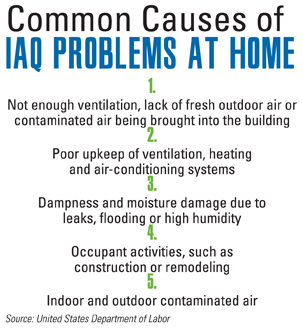 Common Causes of
IAQ PROBLEMS AT HOME
1.
Not enough ventilation, lack of fresh outdoor air or
contaminated air being brought into the building
2.
Poor upkeep of ventilation, heating
and air-conditioning systems
3.
Dampness and moisture damage due to
leaks, flooding or high humidity
4.
Occupant activities, such as
construction or remodeling
5.
Indoor and outdoor contaminated air
Source: United States Department of Labor